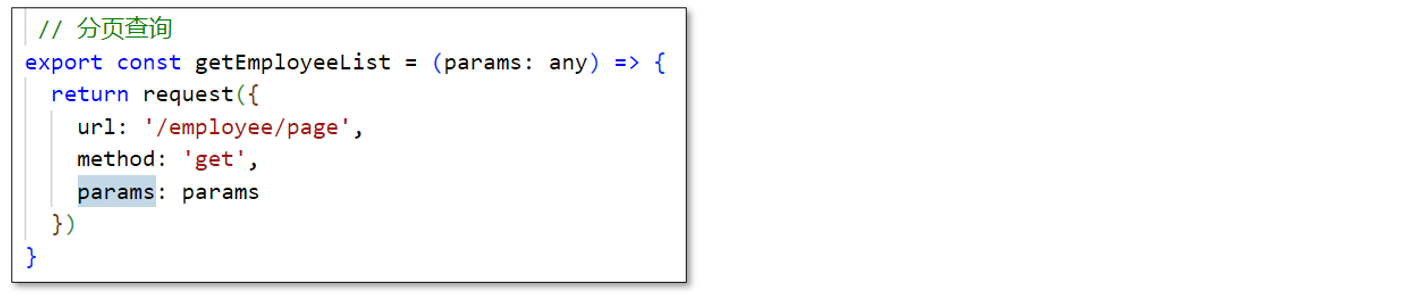 // 分页查询
export const getEmployeeList = (params: any) => {
return request({
url: '/employee/page',
method: 'get',
params: params
})
}